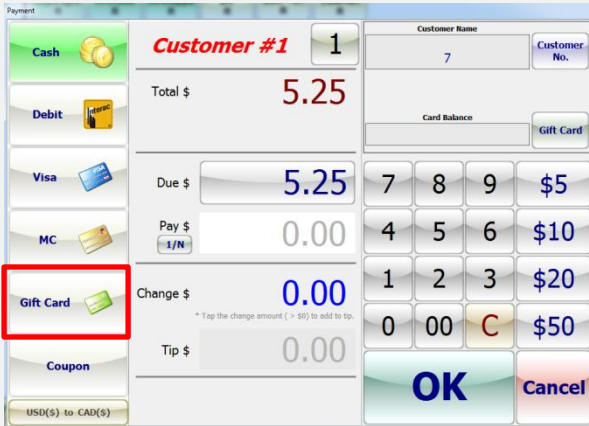 Payment
Cash
Debit
Interac
Visa
VISA
MC
Gift Card
Coupon
USD($) to CAD($)
Customer #1
1
Total $ 5.25
Due $ 5.25
Pay $ 0.00
1/N
Change $ 0.00
* Tap the change amount ( > $0) to add to tip.
Tip $ 0.00
Customer Name
7
Customer
No.
Card Balance
Gift Card
7 8 9 $5
4 5 6 $10
1 2 3 $20
0 00 C $50
OK Cancel